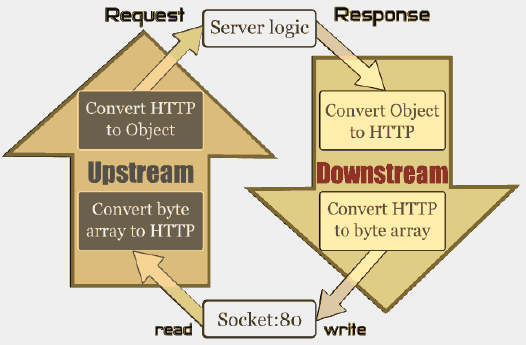 Request
Response
Server logic
Convert HTTP
to Object
Convert Object
to HTTP
Upstream
Downstream
Convert byte
array to HTTP
Convert HTTP
to byte array
read
Socket:80
write